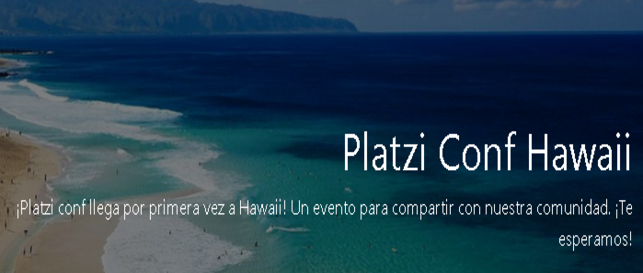 Platzi Conf Hawaii
¡Platzi conf llega por primera vez a Hawaii! Un evento para compartir con nuestra comunidad. ¡Te
esperamos!